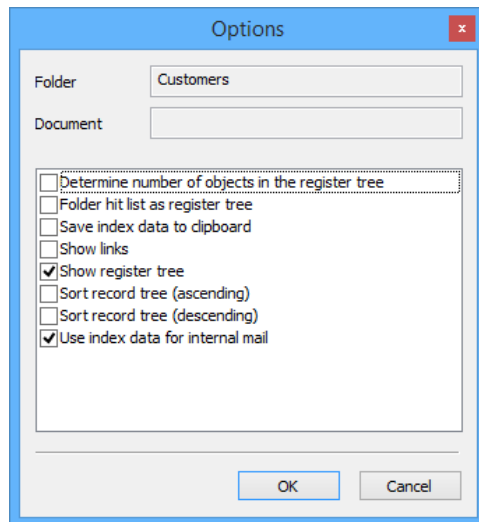 Options
x
Folder Customers
Document
Determine number of objects in the register tree
Folder hit list as register tree
Save index data to clipboard
Show links
Show register tree
Sort record tree (ascending)
Sort record tree (descending)
Use index data for internal mail
OK Cancel